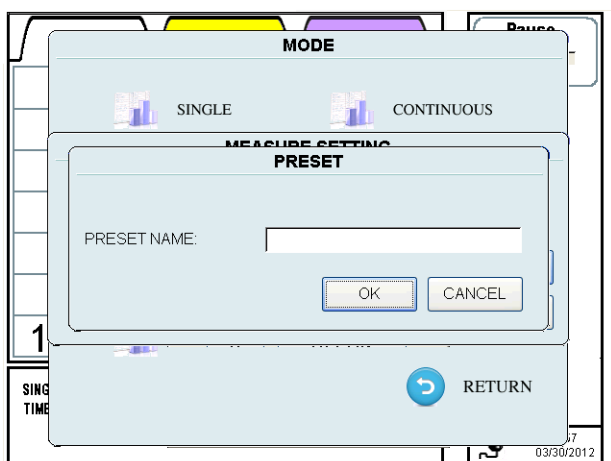 Pause
MODE
SINGLE CONTINUOUS
MEASURE SETTING
PRESET
PRESET NAME:
OK CANCEL
1
RETURN
SING
TIME
03/30/2012